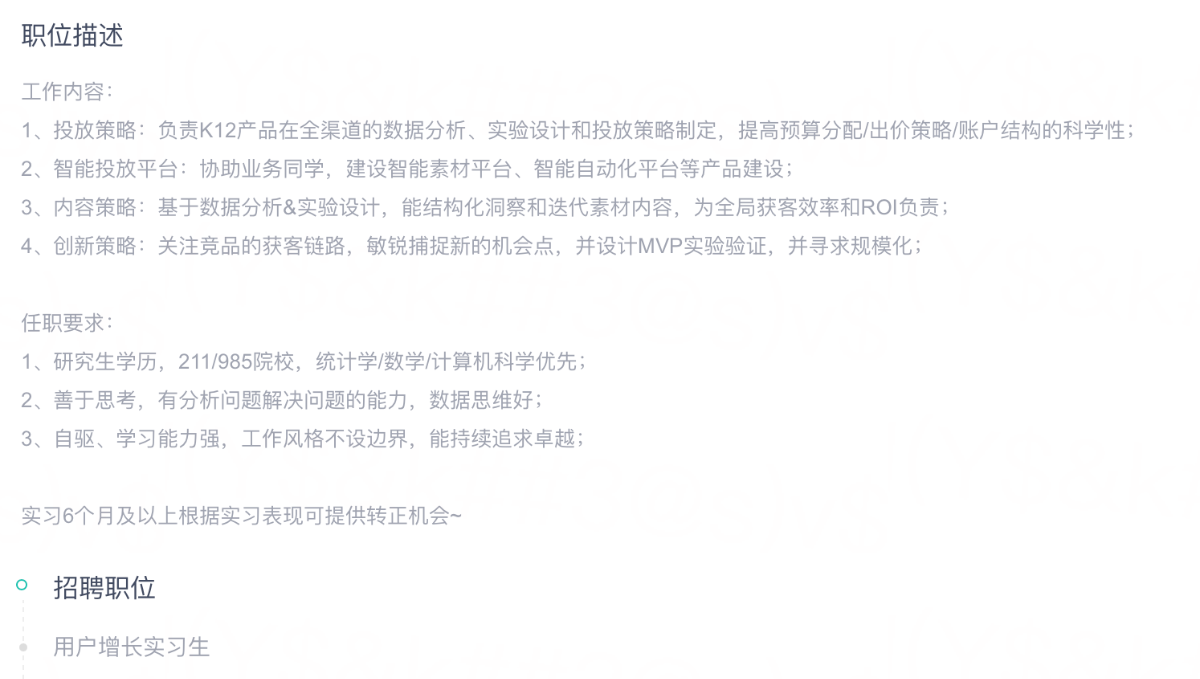 职位描述
工作内容：
1、投放策略：负责K12产品在全渠道的数据分析、实验设计和投放策略制定，提高预算分配/出价策略/账户结构的科学性；
2、智能投放平台：协助业务同学，建设智能素材平台、智能自动化平台等产品建设；
3、内容策略：基于数据分析&实验设计，能结构化洞察和迭代素材内容，为全局获客效率和ROI负责；
4、创新策略：关注竞品的获客链路，敏锐捕捉新的机会点，并设计MVP实验验证，并寻求规模化；
任职要求：
1、研究生学历，211/985院校，统计学/数学/计算机科学优先；
2、善于思考，有分析问题解决问题的能力，数据思维好；
3、自驱、学习能力强，工作风格不设边界，能持续追求卓越；
实习6个月及以上根据实习表现可提供转正机会~
招聘职位
用户增长实习生